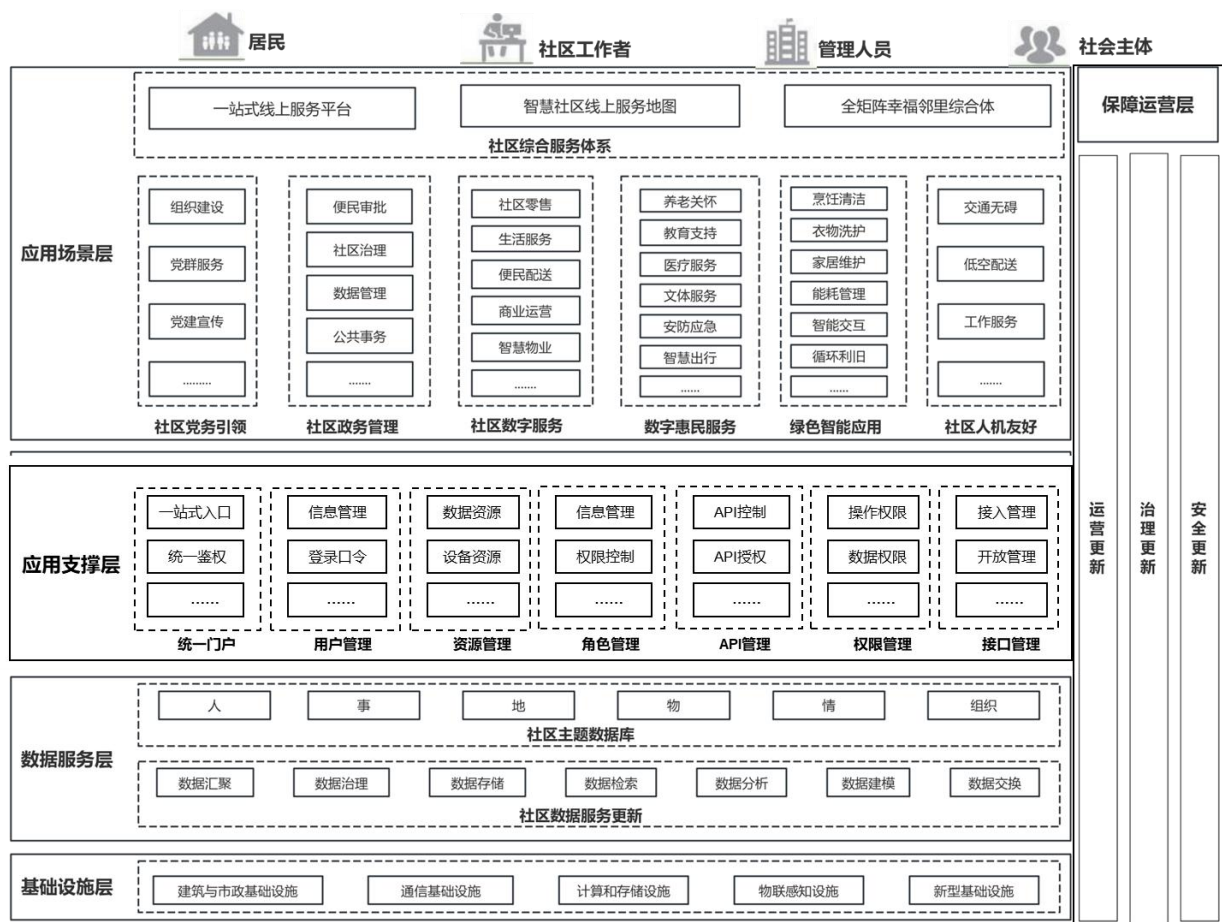 居民
社区工作者
管理人员
社会主体
一站式线上服务平台
智慧社区线上服务地图
全矩阵幸福邻里综合体
社区综合服务体系
应用场景层
组织建设
党群服务
党建宣传
.........
社区党务引领
便民审批
社区治理
数据管理
公共事务
.......
社区政务管理
社区零售
生活服务
便民配送
商业运营
智慧物业
.......
社区数字服务
养老关怀
教育支持
医疗服务
文体服务
安防应急
智慧出行
......
数字惠民服务
烹饪清洁
衣物洗护
家居维护
能耗管理
智能交互
循环利旧
......
绿色智能应用
交通无碍
低空配送
工作服务
.......
社区人机友好
应用支撑层
一站式入口
统一鉴权
......
统一门户
信息管理
登录口令
......
用户管理
数据资源
设备资源
......
资源管理
信息管理
权限控制
......
角色管理
API控制
API授权
......
API管理
操作权限
数据权限
......
权限管理
接入管理
开放管理
......
接口管理
数据服务层
人
事
地
物
情
组织
社区主题数据库
数据汇聚
数据治理
数据存储
数据检索
数据分析
数据建模
数据交换
社区数据服务更新
基础设施层
建筑与市政基础设施
通信基础设施
计算和存储设施
物联感知设施
新型基础设施
保障运营层
运营更新
治理更新
安全更新